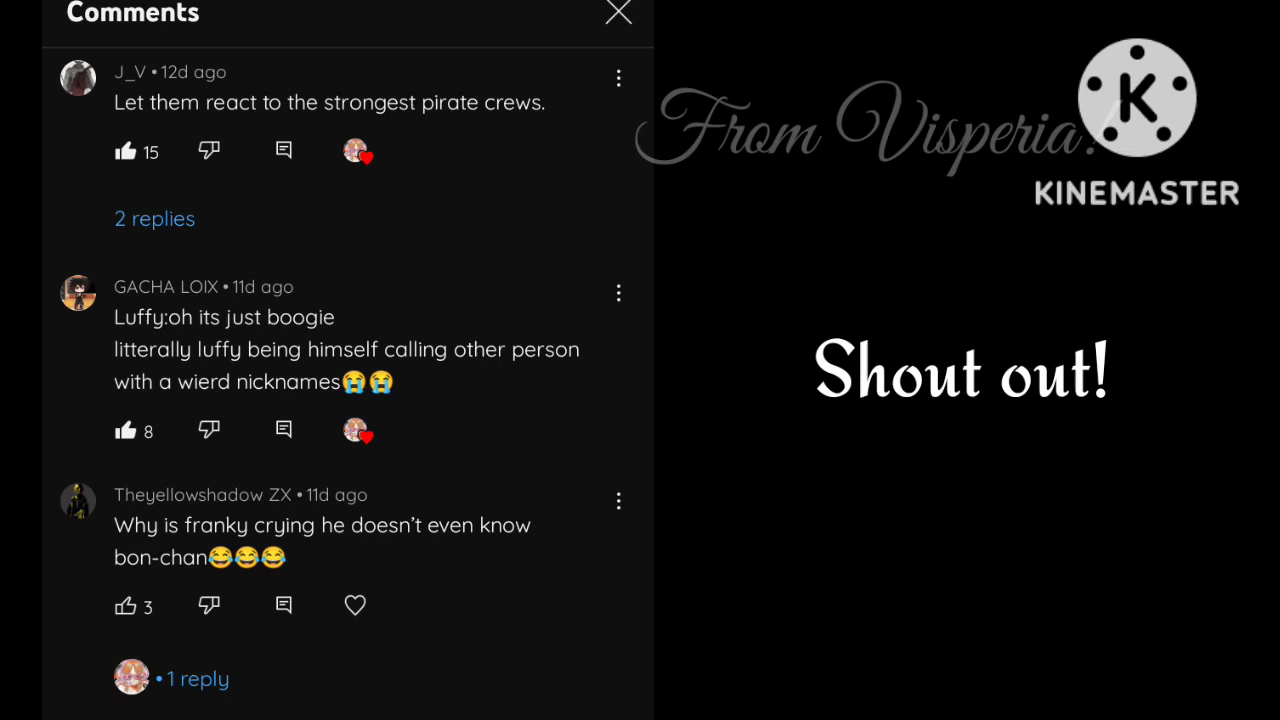 Comments
J_V • 12d ago
Let them react to the strongest pirate crews.
15
2 replies
GACHA LOIX • 11d ago
Luffy:oh its just boogie
litterally luffy being himself calling other person
with a wierd nicknames😭😭
8
Theyellowshadow ZX • 11d ago
Why is franky crying he doesn't even know
bon-chan😂😂😂
3
• 1 reply
From Visperia!
K
KINEMASTER
Shout out!